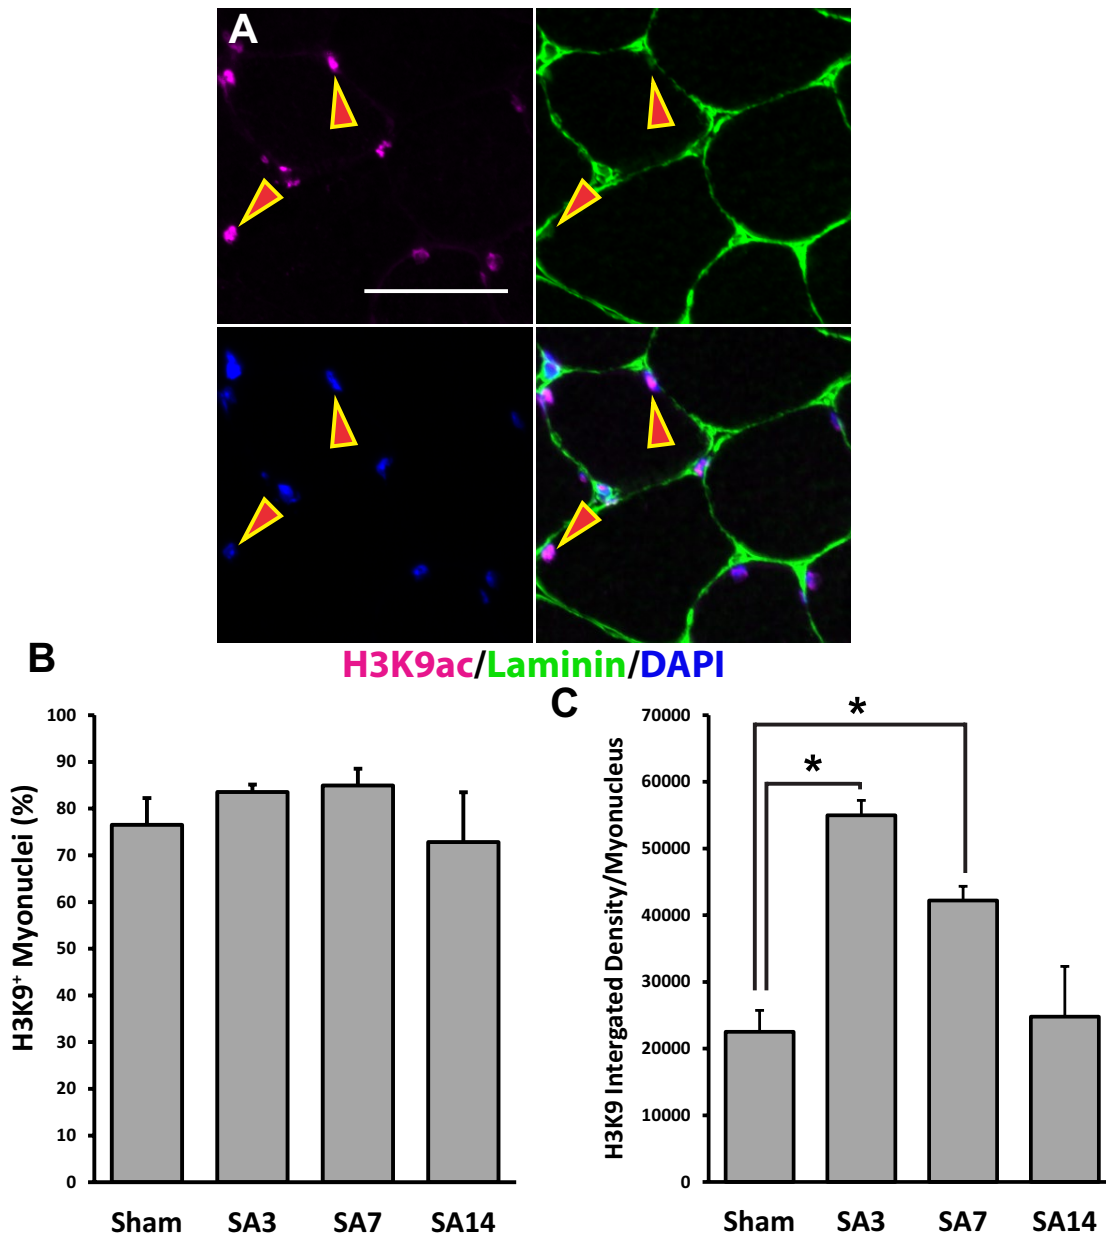 A
H3K9ac/Laminin/DAPI
B
H3K9⁺ Myonuclei (%)
100
90
80
70
60
50
40
30
20
10
0
Sham SA3 SA7 SA14
C
H3K9 Intergated Density/Myonucleus
70000
60000
50000
40000
30000
20000
10000
0
*
*
Sham SA3 SA7 SA14